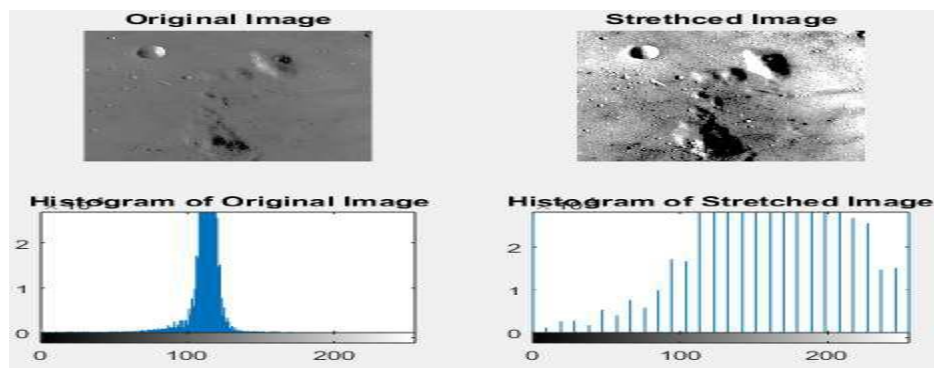 Original Image
Strethced Image
Histogram of Original Image
2
1
0
0 100 200
Histogram of Stretched Image
2
1
0
0 100 200